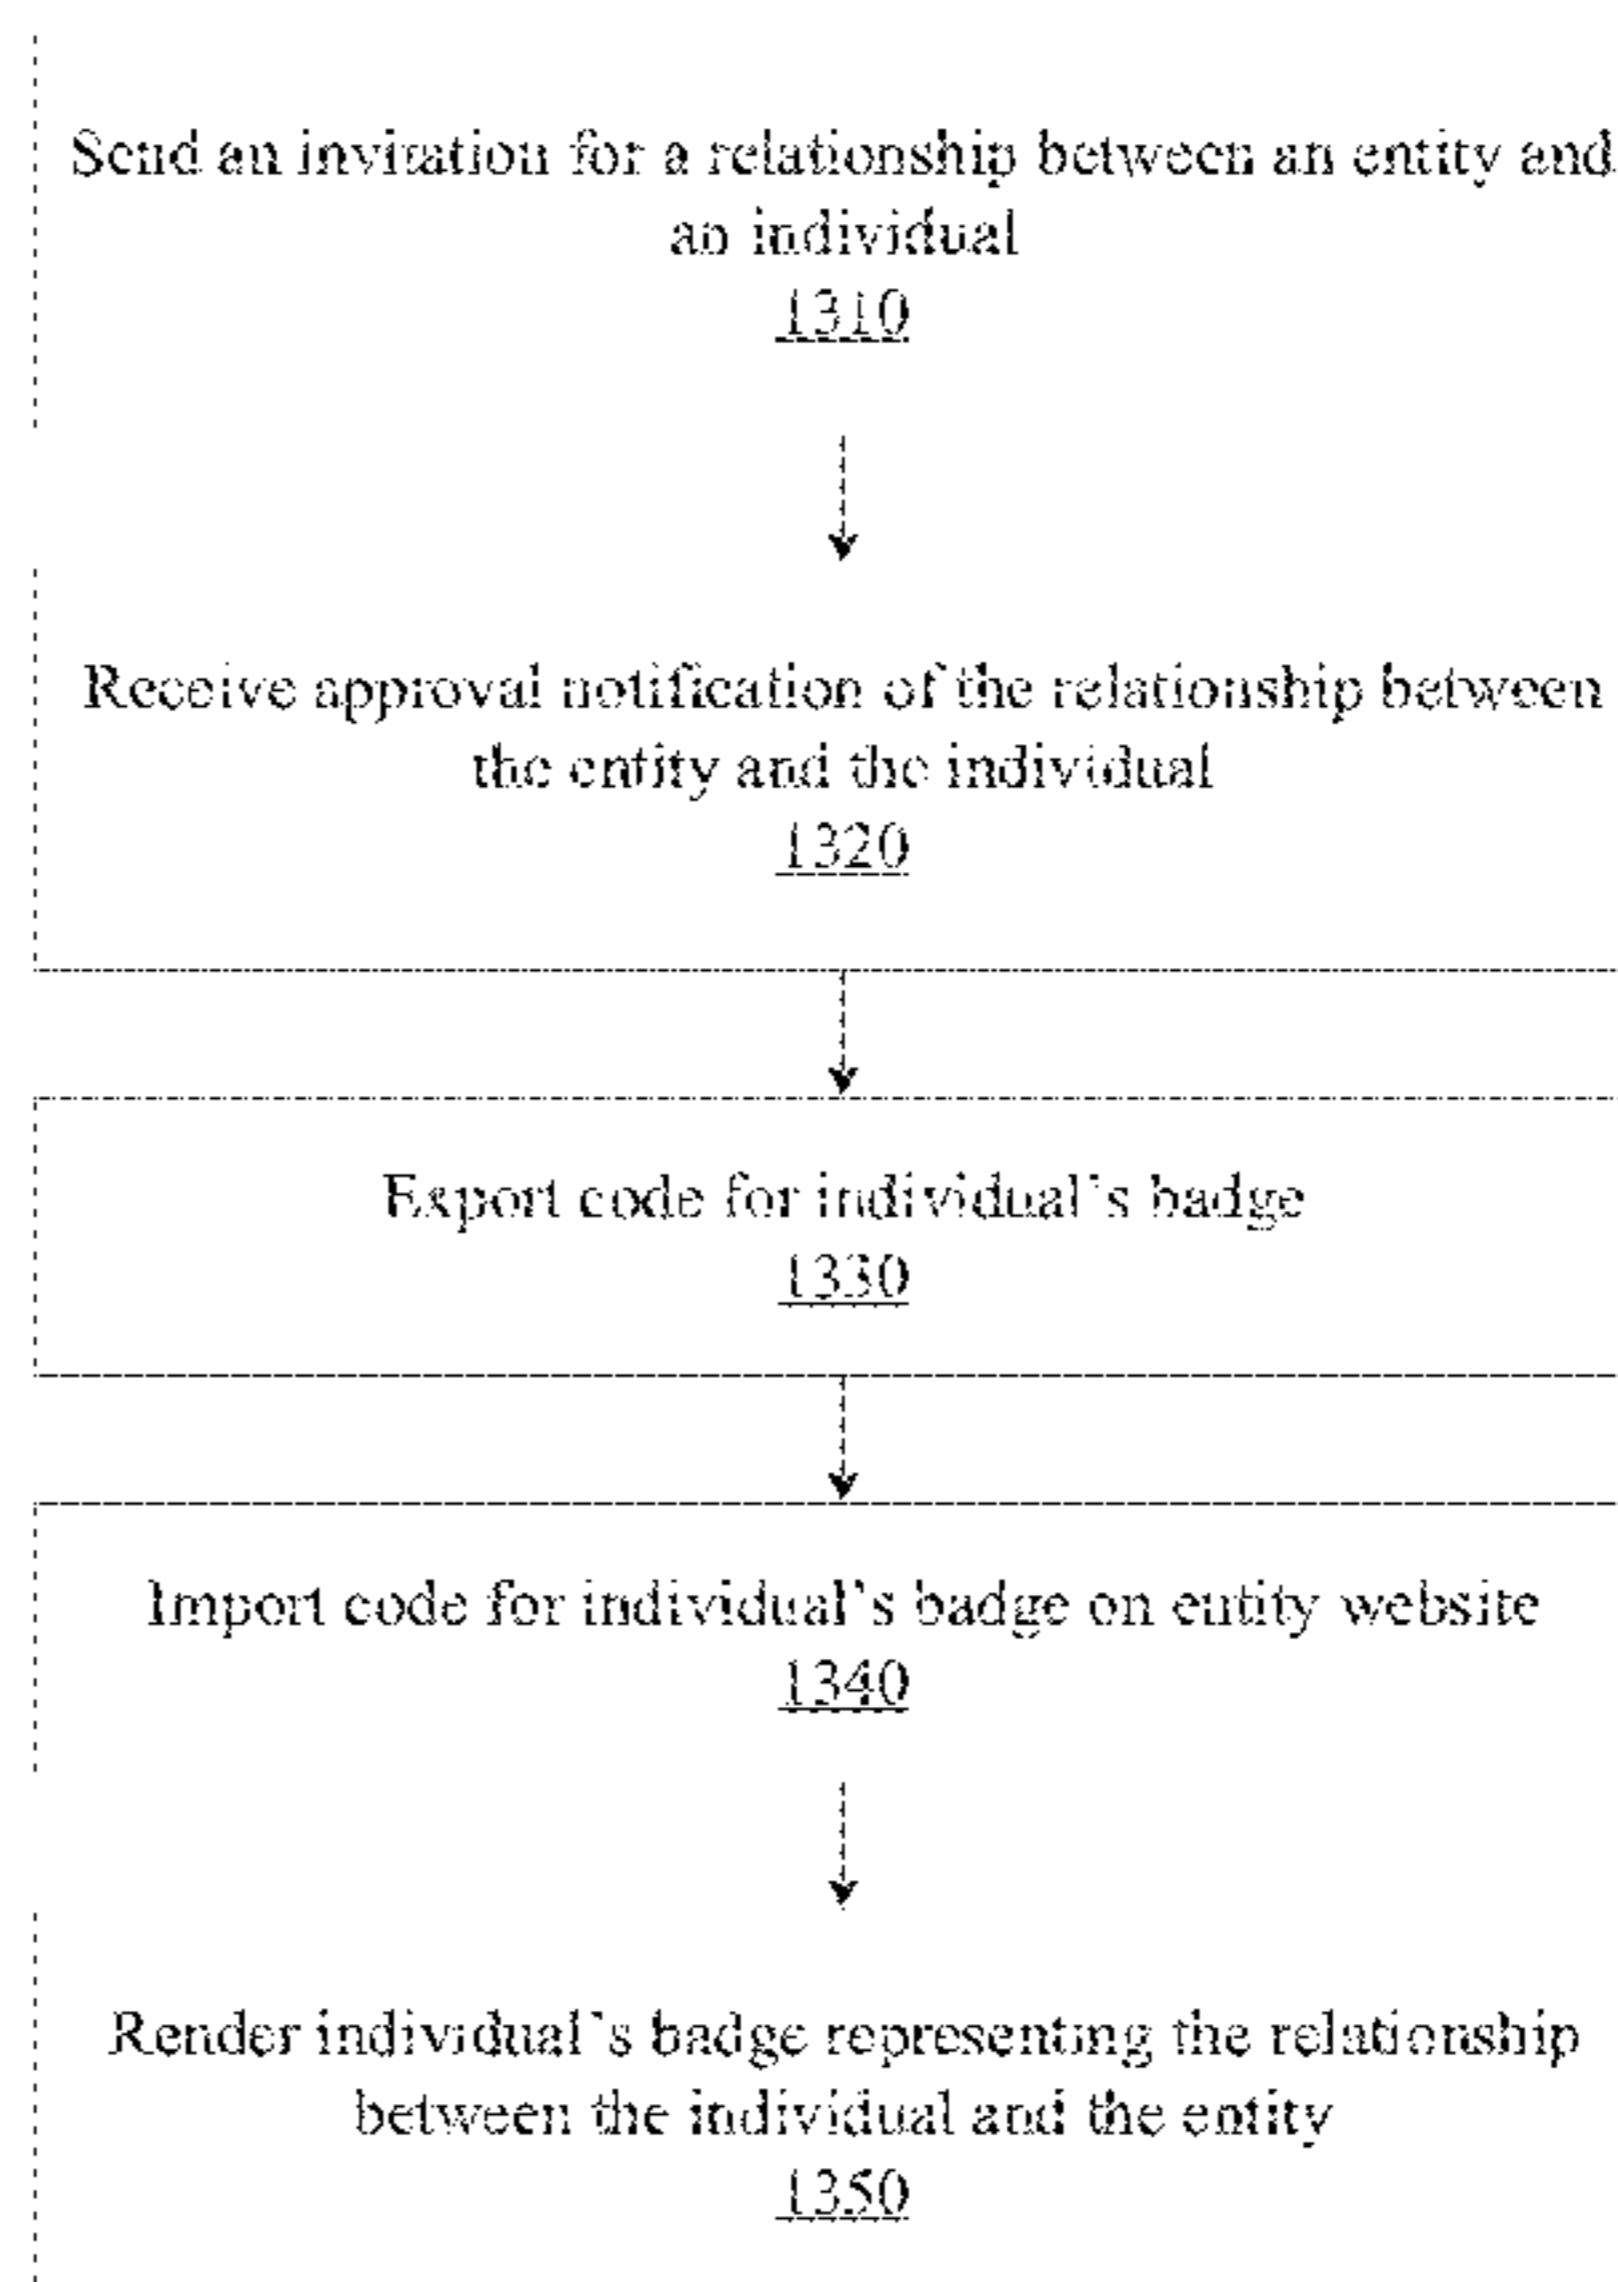 Send an invitation for a relationship between an entity and
an individual
1310
Receive approval notification of the relationship between
the entity and the individual
1320
Export code for individual's badge
1330
Import code for individual's badge on entity website
1340
Render individual's badge representing the relationship
between the individual and the entity
1350